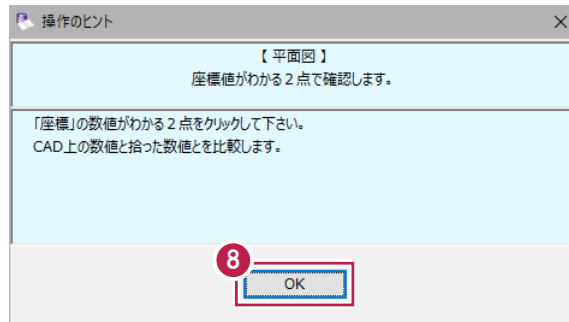 操作のヒント
【 平面図 】
座標値がわかる2点で確認します。
「座標」の数値がわかる2点をクリックして下さい。
CAD上の数値と拾った数値とを比較します。
8
OK